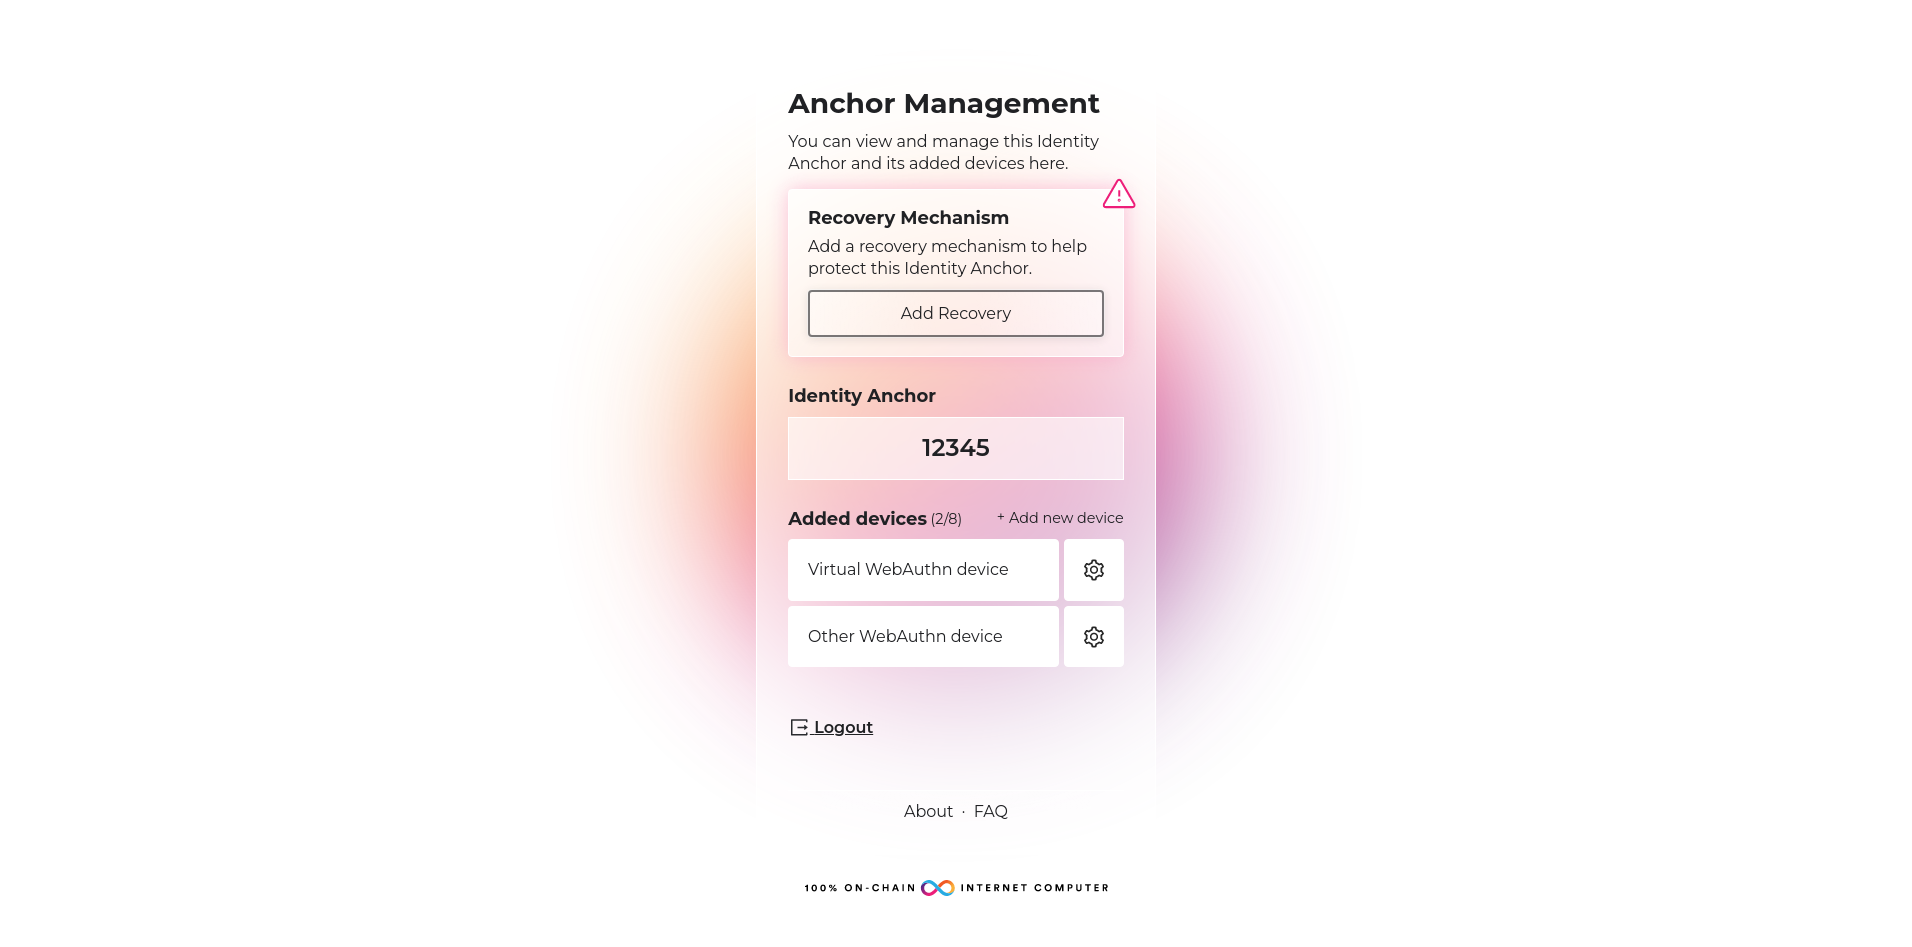 Anchor Management
You can view and manage this Identity
Anchor and its added devices here.
Recovery Mechanism
Add a recovery mechanism to help
protect this Identity Anchor.
Add Recovery
Identity Anchor
12345
Added devices (2/8) + Add new device
Virtual WebAuthn device
Other WebAuthn device
Logout
About · FAQ
100% ON-CHAIN INTERNET COMPUTER